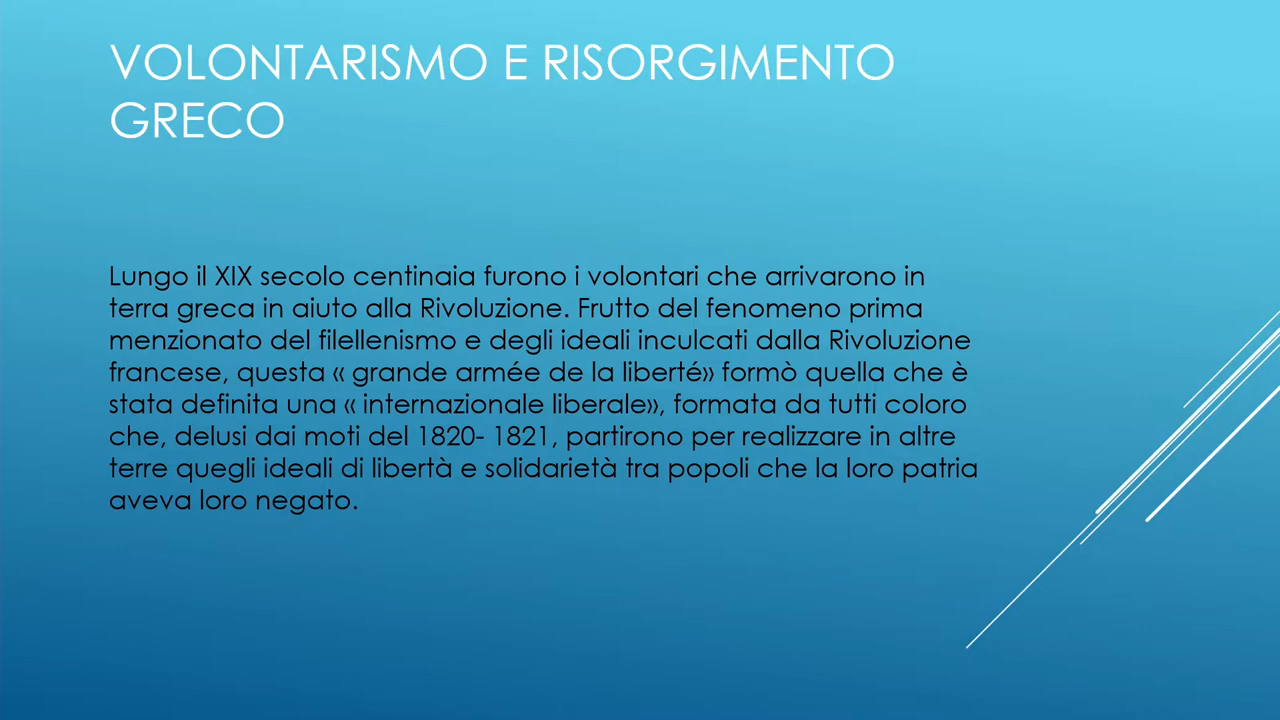 VOLONTARISMO E RISORGIMENTO
GRECO
Lungo il XIX secolo centinaia furono i volontari che arrivarono in
terra greca in aiuto alla Rivoluzione. Frutto del fenomeno prima
menzionato del filellenismo e degli ideali inculcati dalla Rivoluzione
francese, questa « grande armée de la liberté» formò quella che è
stata definita una « internazionale liberale», formata da tutti coloro
che, delusi dai moti del 1820- 1821, partirono per realizzare in altre
terre quegli ideali di libertà e solidarietà tra popoli che la loro patria
aveva loro negato.